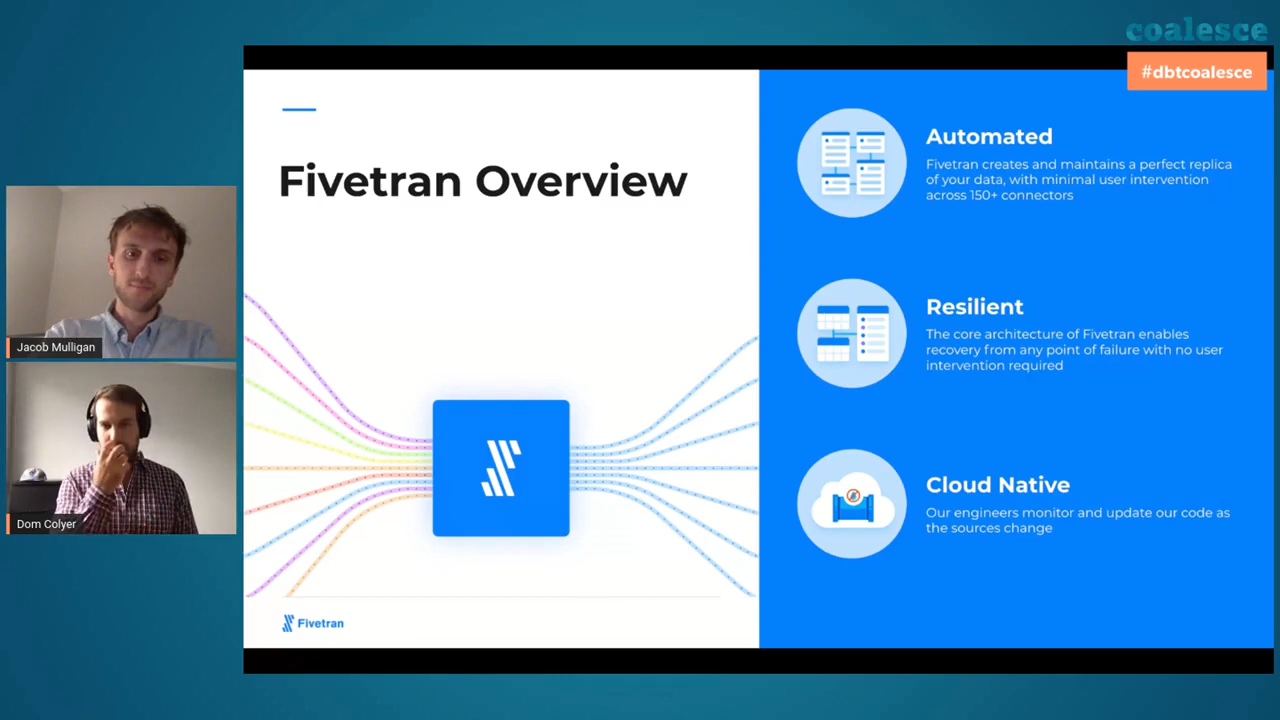 coalesce
#dbtcoalesce
Fivetran Overview
Automated
Fivetran creates and maintains a perfect replica
of your data, with minimal user intervention
across 150+ connectors
Resilient
The core architecture of Fivetran enables
recovery from any point of failure with no user
intervention required
Cloud Native
Our engineers monitor and update our code as
the sources change
Jacob Mulligan
Dom Colyer
Fivetran